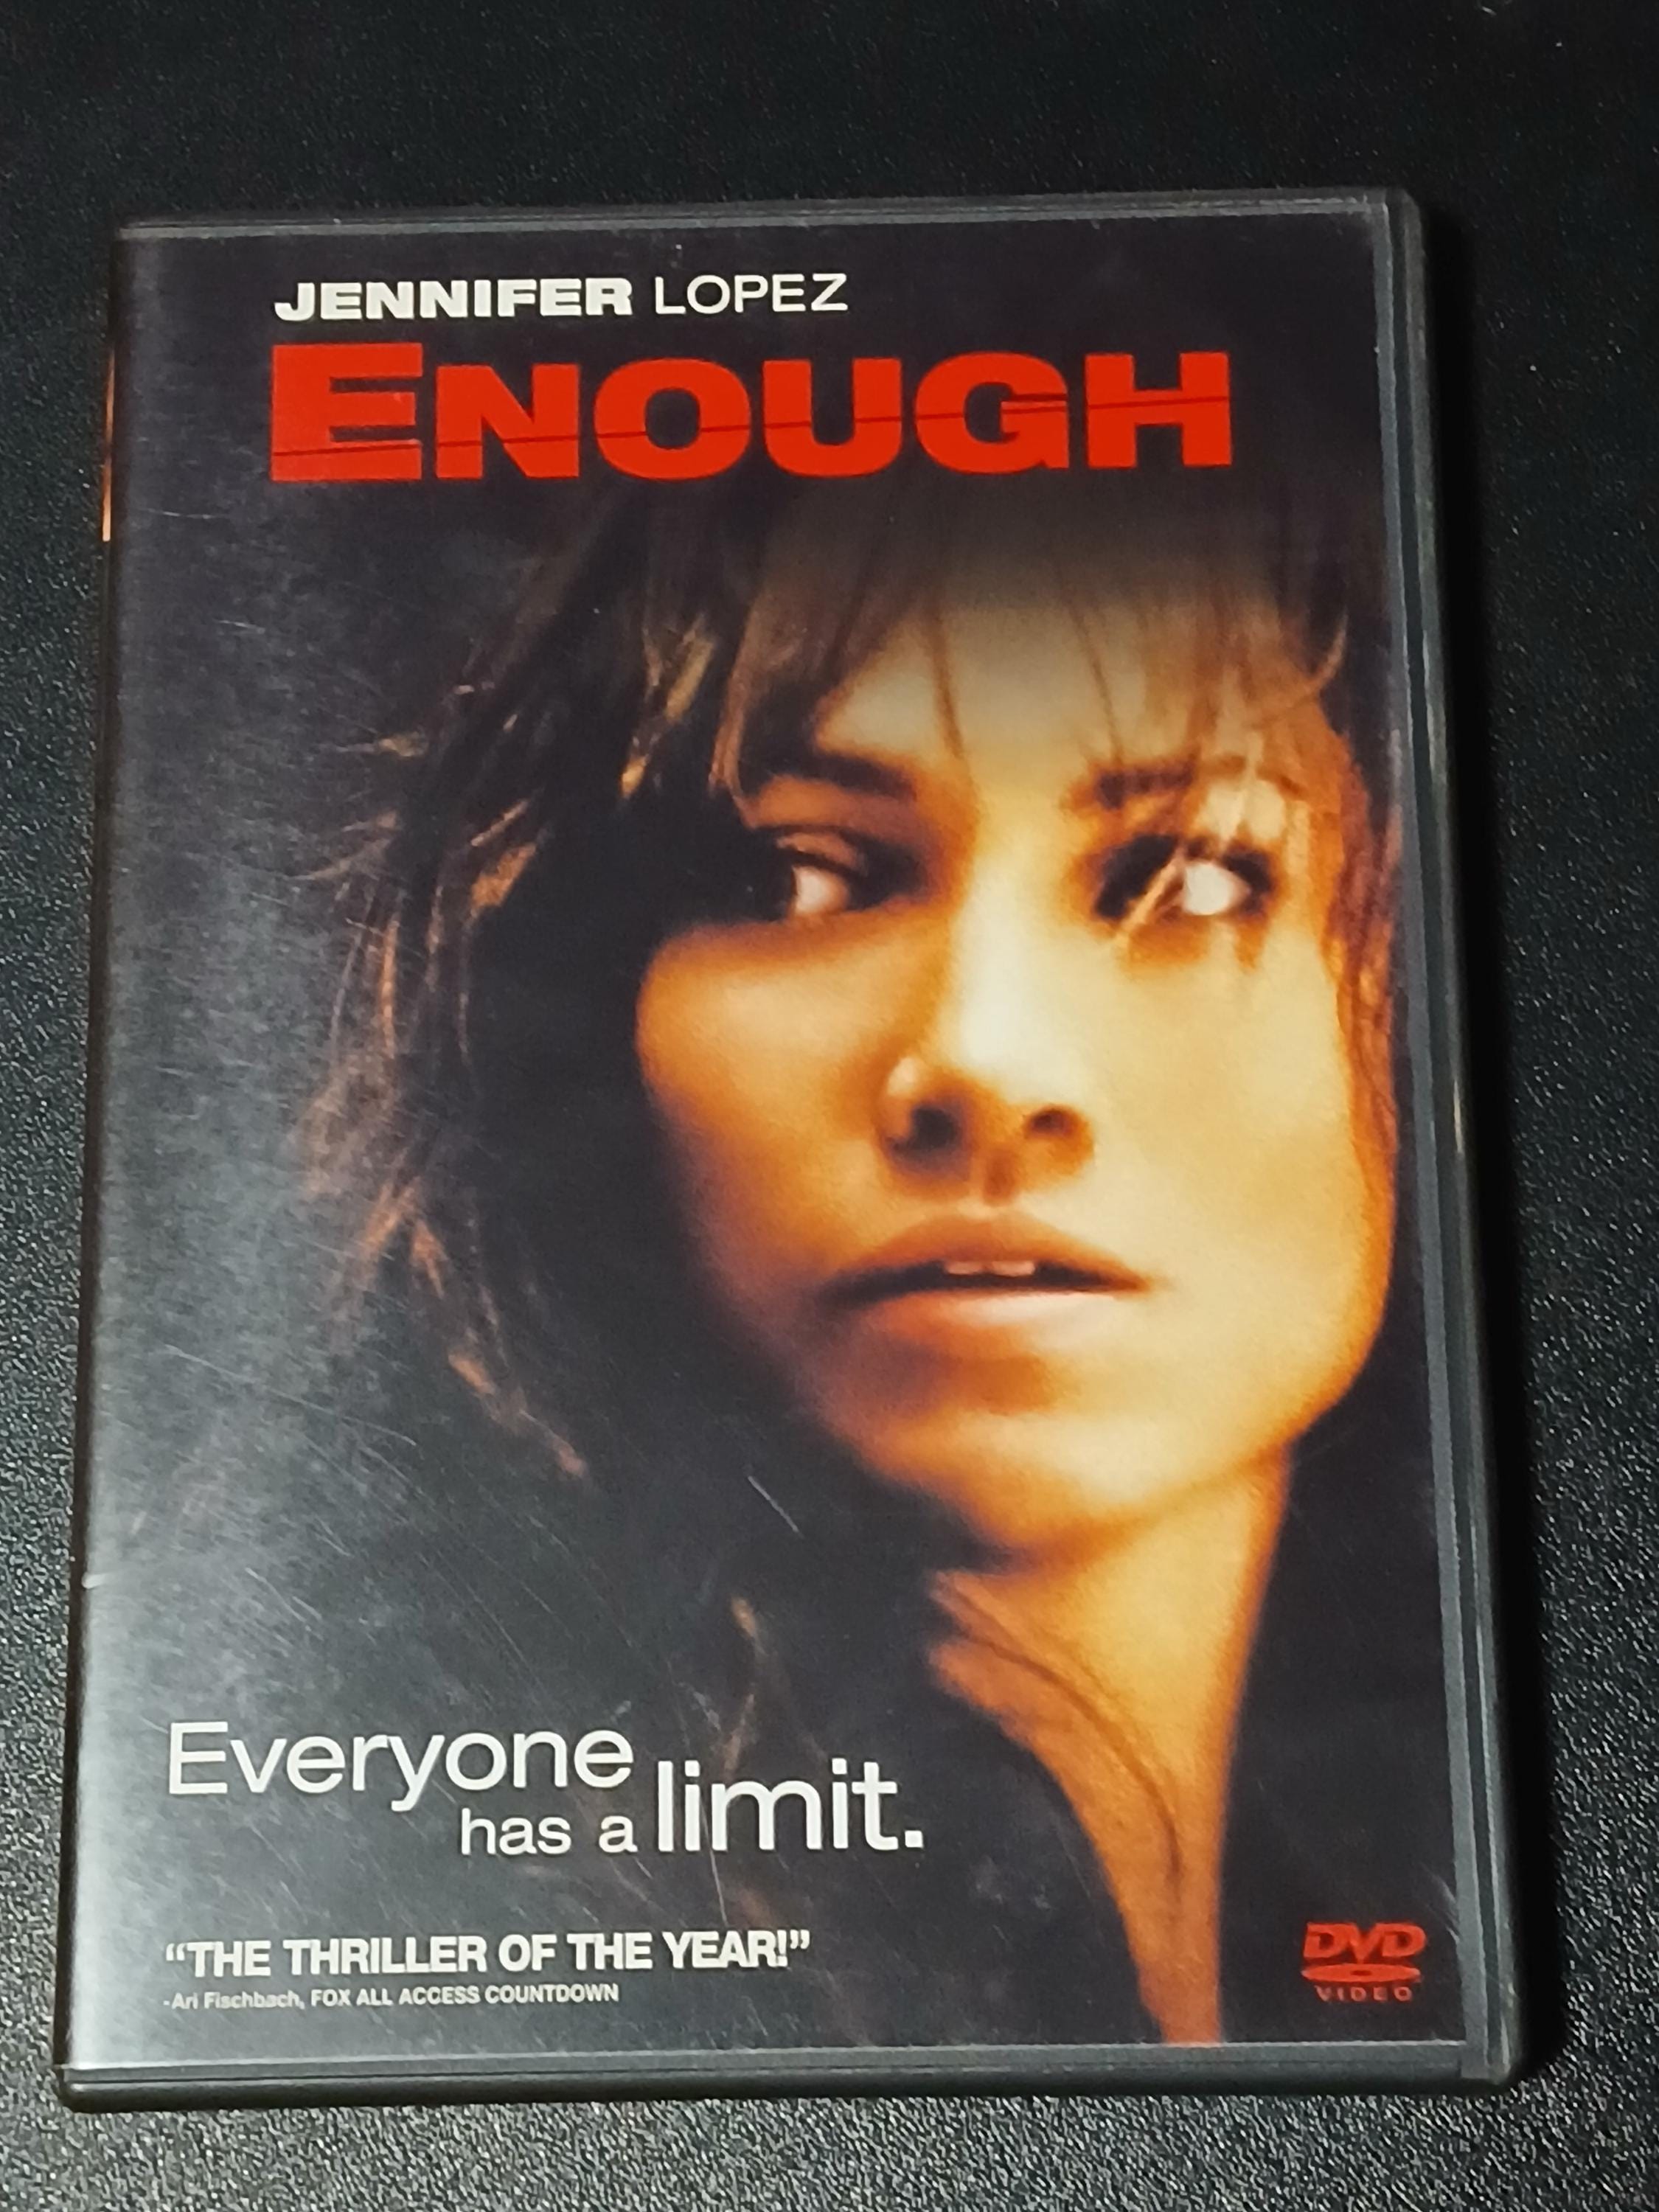 JENNIFER LOPEZ
ENOUGH
Everyone
has a limit.
"THE THRILLER OF THE YEAR!"
-Ari Fischbach, FOX ALL ACCESS COUNTDOWN
DVD
VIDEO